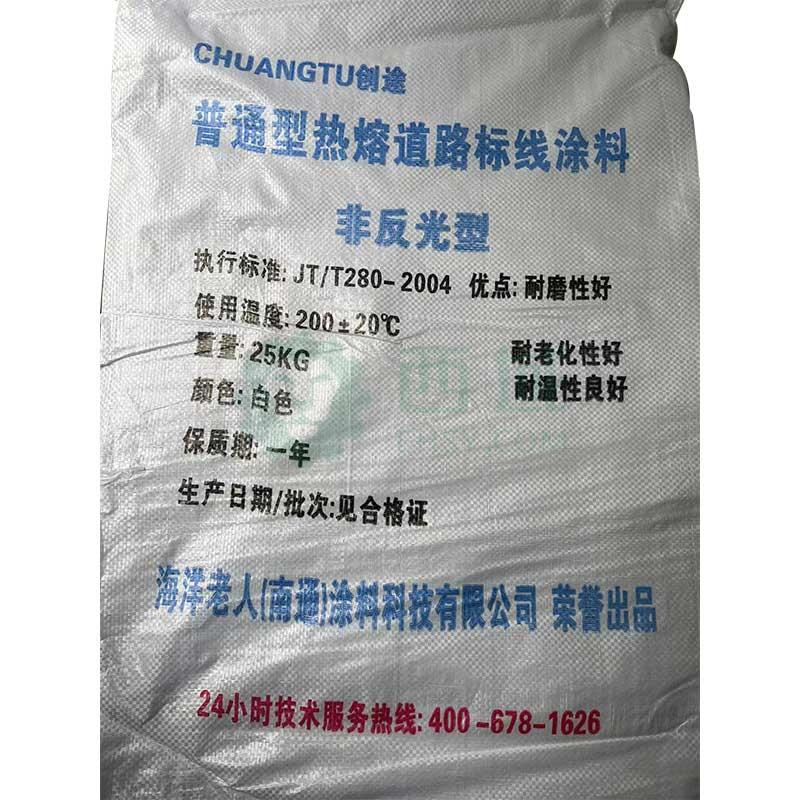 CHUANGTU创途
普通型热熔道路标线涂料
非反光型
执行标准: JT/T280-2004 优点: 耐磨性好
使用温度: 200±20℃
重量: 25KG 耐老化性好
颜色: 白色 耐温性良好
保质期: 一年
生产日期/批次:见合格证
海洋老人(南通)涂料科技有限公司 荣誉出品
24小时技术服务热线: 400-678-1626